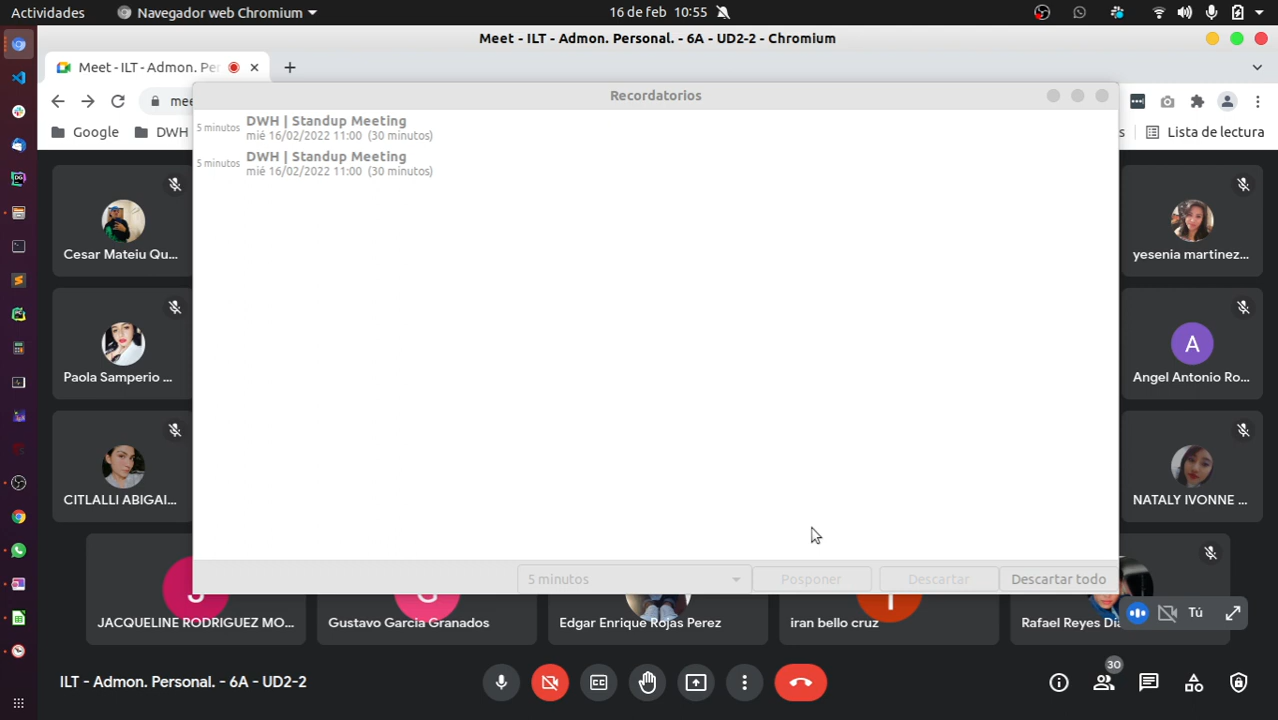 Actividades
Navegador web Chromium
16 de feb 10:55
Meet - ILT - Admon. Personal. - 6A - UD2-2 - Chromium
Meet - ILT - Admon. Per
mee
Google
DWH
Lista de lectura
Recordatorios
5 minutos
DWH | Standup Meeting
mié 16/02/2022 11:00 (30 minutos)
5 minutos
DWH | Standup Meeting
mié 16/02/2022 11:00 (30 minutos)
5 minutos
Posponer
Descartar
Descartar todo
Cesar Mateiu Qu...
yesenia martinez...
Paola Samperio ...
A
Angel Antonio Ro...
CITLALLI ABIGAI...
NATALY IVONNE ...
JACQUELINE RODRIGUEZ MO...
Gustavo Garcia Granados
Edgar Enrique Rojas Perez
iran bello cruz
Rafael Reyes
Tú
ILT - Admon. Personal. - 6A - UD2-2
30